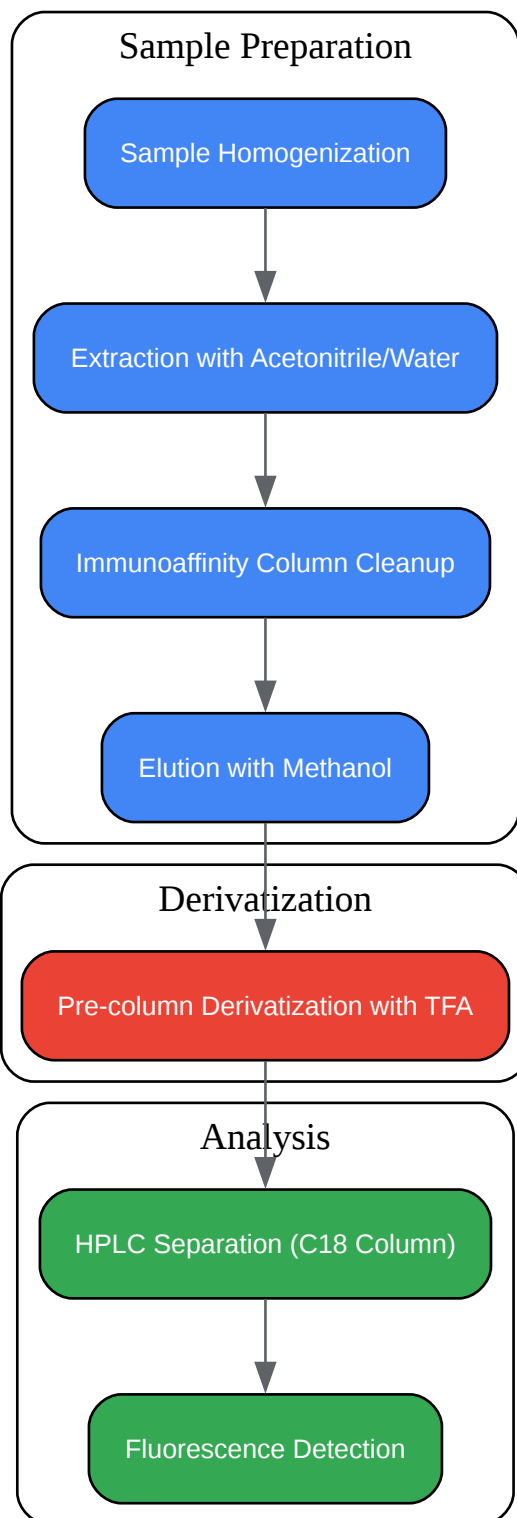 Sample Preparation
Sample Homogenization
Extraction with Acetonitrile/Water
Immunoaffinity Column Cleanup
Elution with Methanol
Derivatization
Pre-column Derivatization with TFA
Analysis
HPLC Separation (C18 Column)
Fluorescence Detection